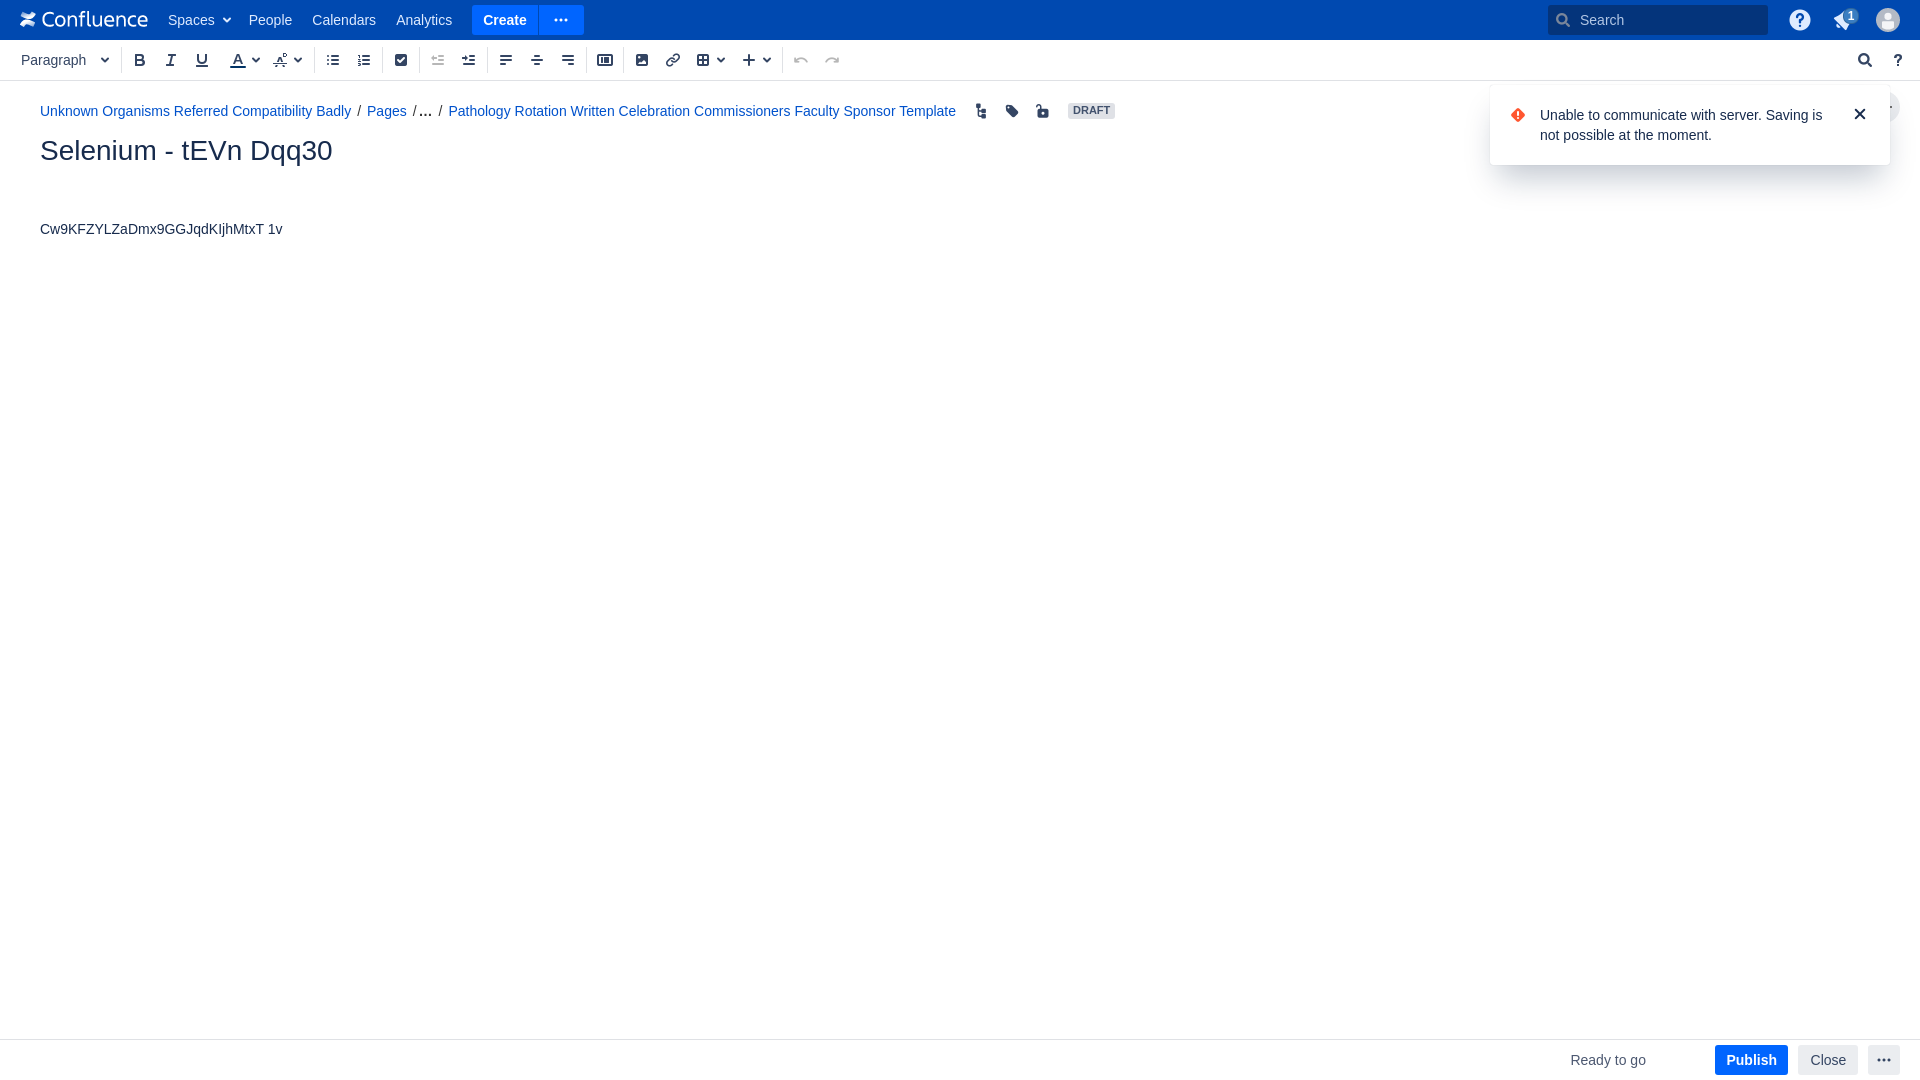 Confluence Spaces People Calendars Analytics Create Search 1
Paragraph
Unknown Organisms Referred Compatibility Badly / Pages /... / Pathology Rotation Written Celebration Commissioners Faculty Sponsor Template DRAFT
Unable to communicate with server. Saving is
not possible at the moment.
Selenium - tEVn Dqq30
Cw9KFZYLZaDmx9GGJqdKIjhMtxT 1v
Ready to go Publish Close